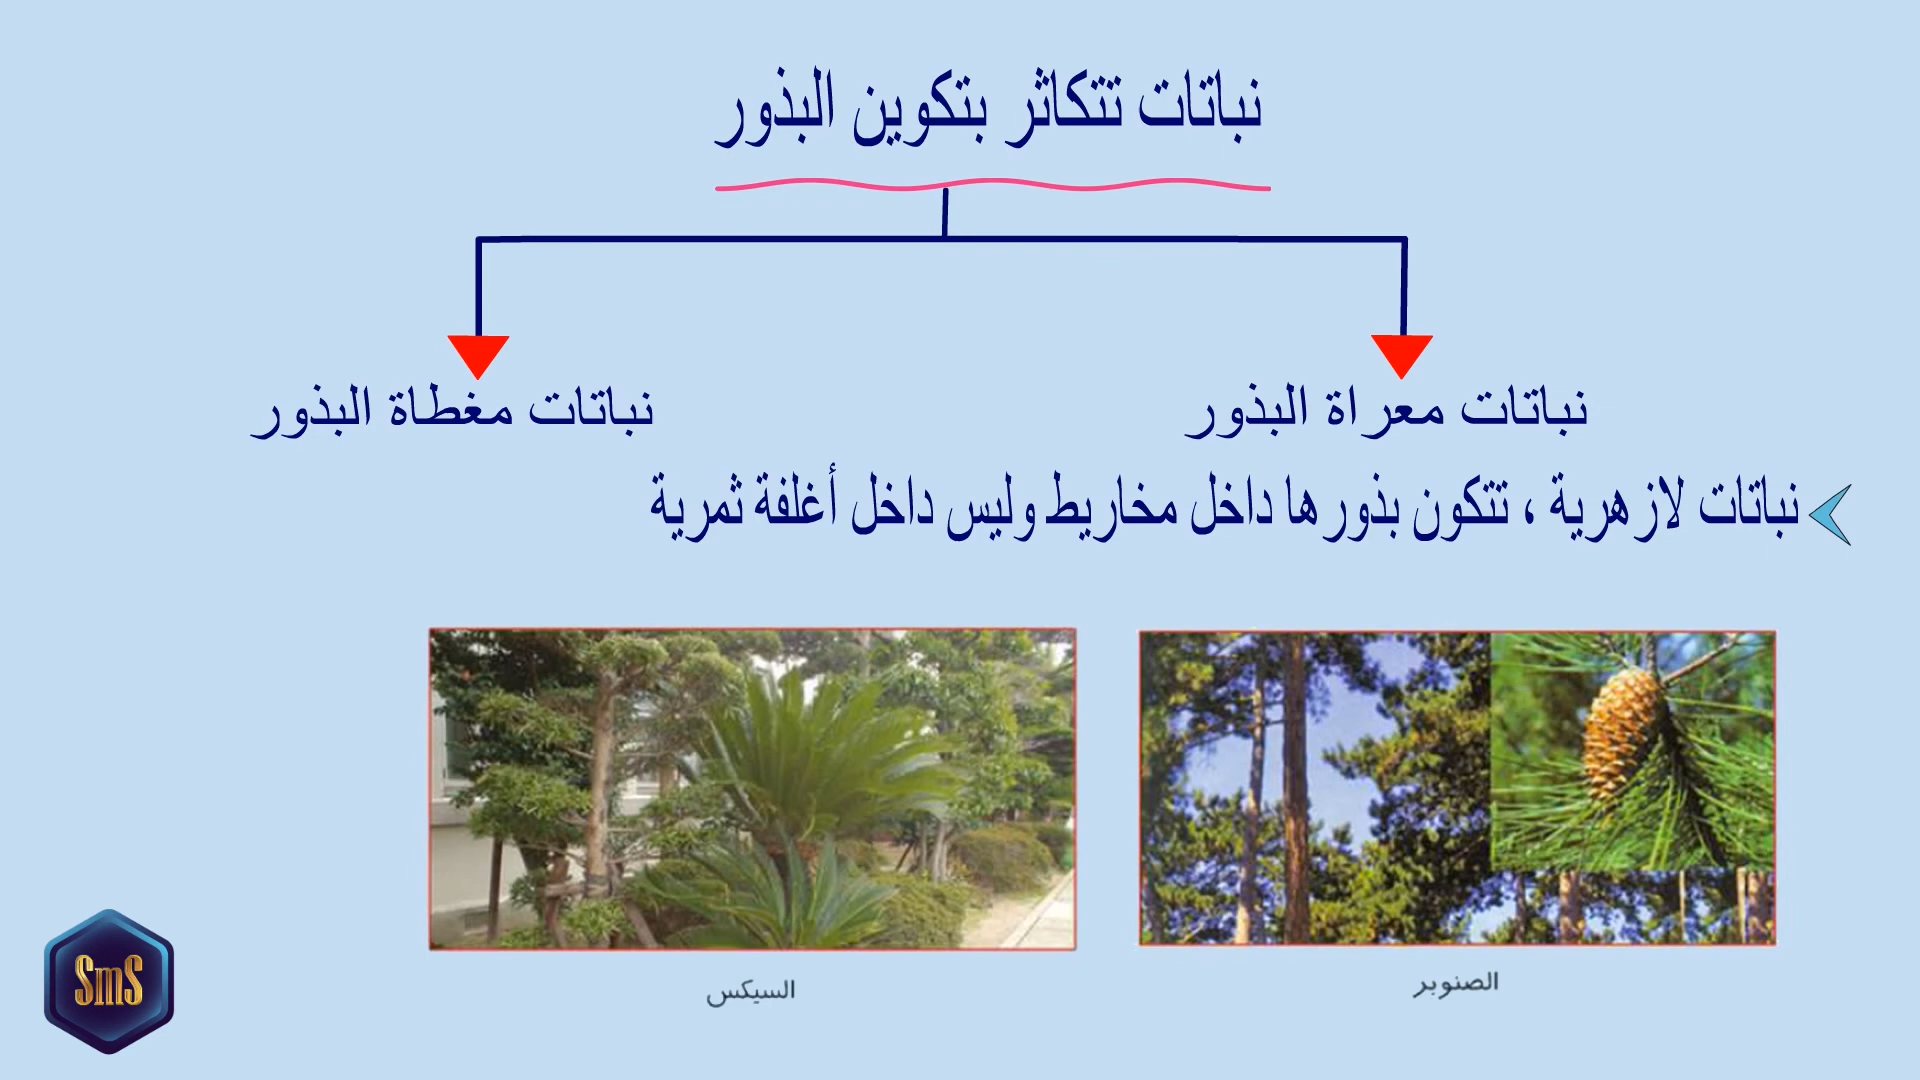 نباتات تتكاثر بتكوين البذور
نباتات معراة البذور
نباتات مغطاة البذور
نباتات لازهرية ، تتكون بذورها داخل مخاريط وليس داخل أغلفة ثمرية
الصنوبر
السيكس
SmS